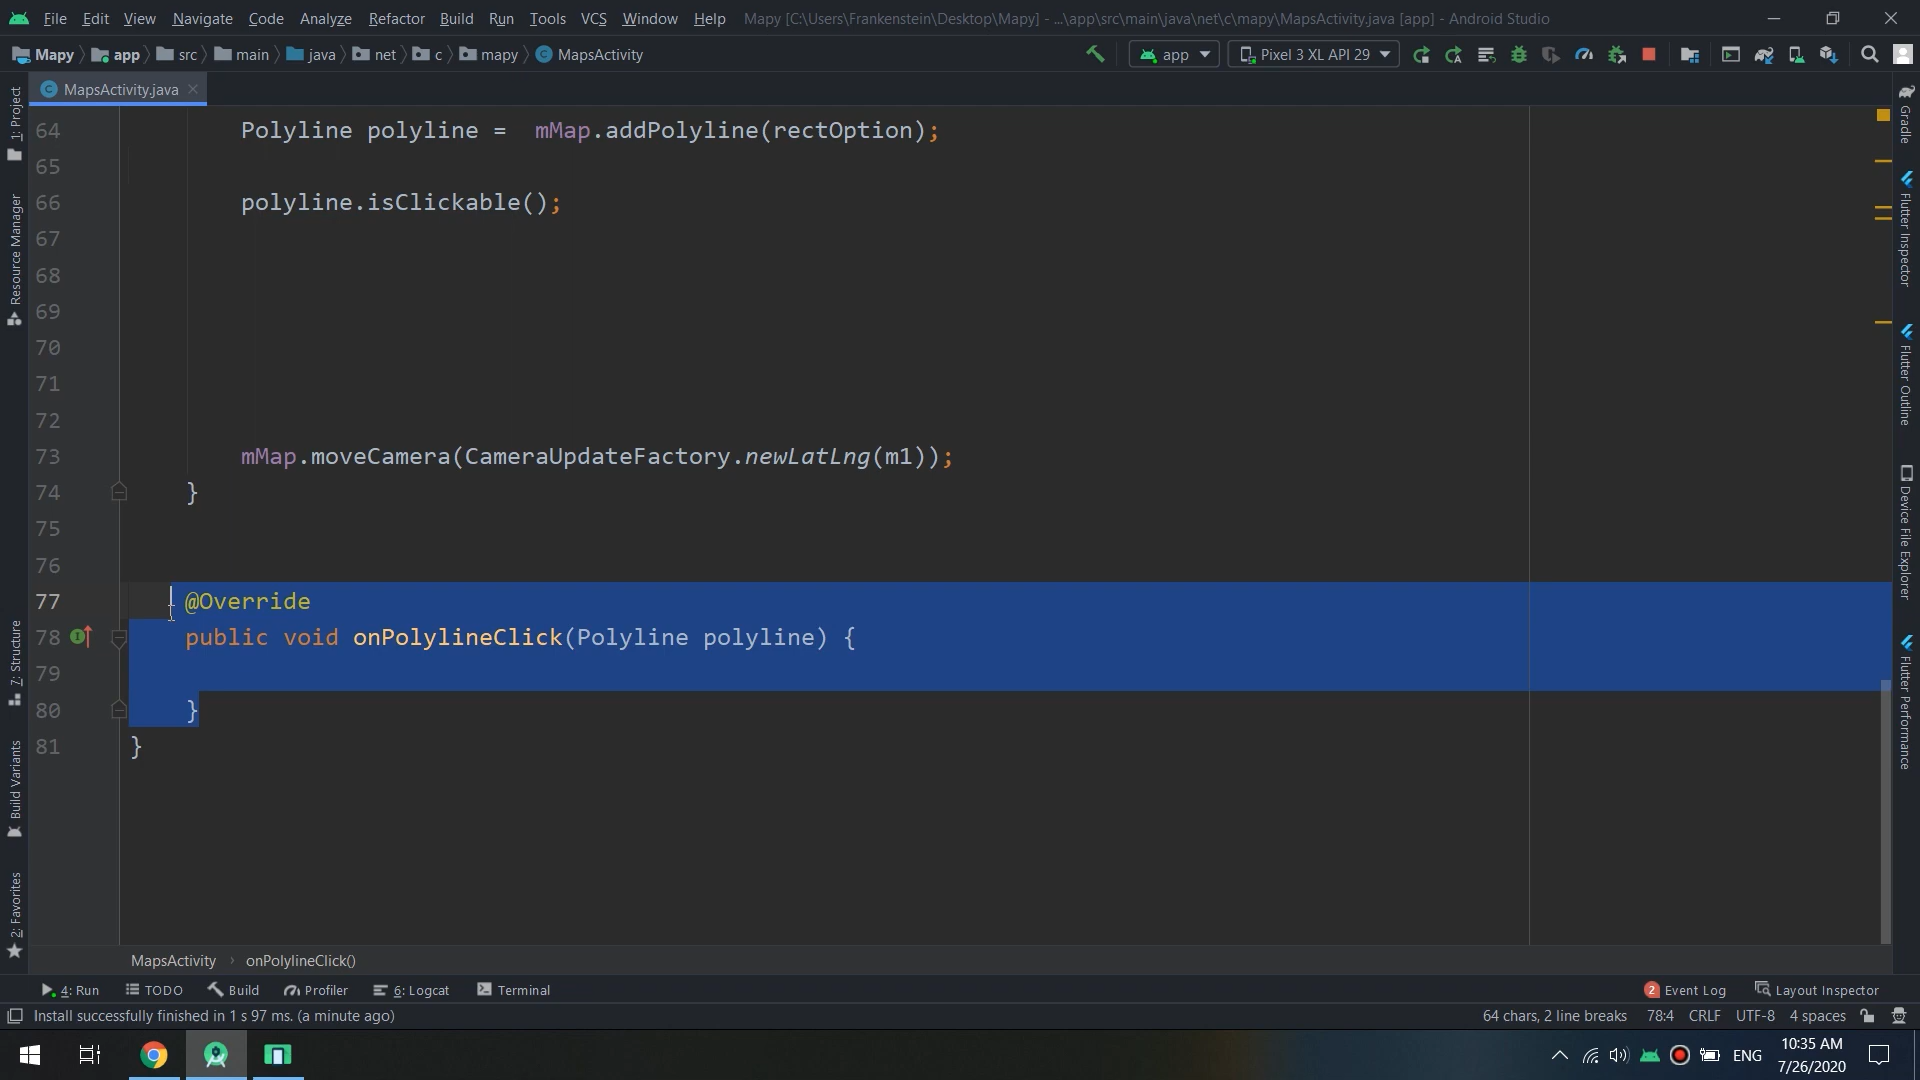 File Edit View Navigate Code Analyze Refactor Build Run Tools VCS Window Help Mapy [C:\Users\Frankenstein\Desktop\Mapy] - ...\app\src\main\java\net\c\mapy\MapsActivity.java [app] - Android Studio
Mapy app src main java net c mapy MapsActivity app Pixel 3 XL API 29
MapsActivity.java
1: Project
Resource Manager
7: Structure
Build Variants
2: Favorites
64 Polyline polyline =  mMap.addPolyline(rectOption);
65
66 polyline.isClickable();
67
68
69
70
71
72
73 mMap.moveCamera(CameraUpdateFactory.newLatLng(m1));
74 }
75
76
77 @Override
78 public void onPolylineClick(Polyline polyline) {
79
80 }
81 }
Gradle
Flutter Inspector
Flutter Outline
Device File Explorer
Flutter Performance
MapsActivity › onPolylineClick()
4: Run TODO Build Profiler 6: Logcat Terminal 2 Event Log Layout Inspector
Install successfully finished in 1 s 97 ms. (a minute ago) 64 chars, 2 line breaks 78:4 CRLF UTF-8 4 spaces
ENG 10:35 AM
7/26/2020